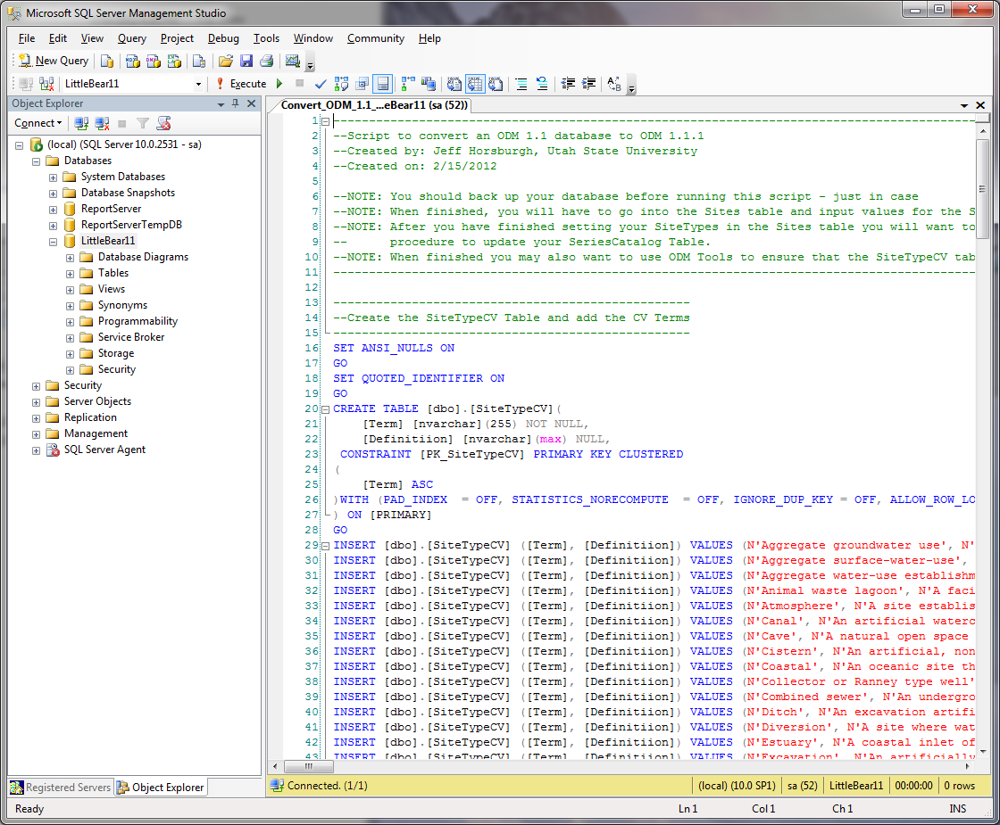 Microsoft SQL Server Management Studio
File Edit View Query Project Debug Tools Window Community Help
New Query
LittleBear11 Execute
Object Explorer
Connect
(local) (SQL Server 10.0.2531 - sa)
Databases
System Databases
Database Snapshots
ReportServer
ReportServerTempDB
LittleBear11
Database Diagrams
Tables
Views
Synonyms
Programmability
Service Broker
Storage
Security
Security
Server Objects
Replication
Management
SQL Server Agent
Registered Servers Object Explorer
Convert_ODM_1.1_...eBear11 (sa (52))
1 ------------------------------------------------------------------------------------------
2 --Script to convert an ODM 1.1 database to ODM 1.1.1
3 --Created by: Jeff Horsburgh, Utah State University
4 --Created on: 2/15/2012
5
6 --NOTE: You should back up your database before running this script - just in case
7 --NOTE: When finished, you will have to go into the Sites table and input values for the S
8 --NOTE: After you have finished setting your SiteTypes in the Sites table you will want to
9 --      procedure to update your SeriesCatalog Table.
10 --NOTE: When finished you may also want to use ODM Tools to ensure that the SiteTypeCV tab
11 ------------------------------------------------------------------------------------------
12
13 --------------------------------------------------
14 --Create the SiteTypeCV Table and add the CV Terms
15 --------------------------------------------------
16 SET ANSI_NULLS ON
17 GO
18 SET QUOTED_IDENTIFIER ON
19 GO
20 CREATE TABLE [dbo].[SiteTypeCV](
21     [Term] [nvarchar](255) NOT NULL,
22     [Definitiion] [nvarchar](max) NULL,
23  CONSTRAINT [PK_SiteTypeCV] PRIMARY KEY CLUSTERED
24 (
25     [Term] ASC
26 )WITH (PAD_INDEX  = OFF, STATISTICS_NORECOMPUTE  = OFF, IGNORE_DUP_KEY = OFF, ALLOW_ROW_LO
27 ) ON [PRIMARY]
28 GO
29 INSERT [dbo].[SiteTypeCV] ([Term], [Definitiion]) VALUES (N'Aggregate groundwater use', N'
30 INSERT [dbo].[SiteTypeCV] ([Term], [Definitiion]) VALUES (N'Aggregate surface-water-use',
31 INSERT [dbo].[SiteTypeCV] ([Term], [Definitiion]) VALUES (N'Aggregate water-use establishm
32 INSERT [dbo].[SiteTypeCV] ([Term], [Definitiion]) VALUES (N'Animal waste lagoon', N'A faci
33 INSERT [dbo].[SiteTypeCV] ([Term], [Definitiion]) VALUES (N'Atmosphere', N'A site establis
34 INSERT [dbo].[SiteTypeCV] ([Term], [Definitiion]) VALUES (N'Canal', N'An artificial waterc
35 INSERT [dbo].[SiteTypeCV] ([Term], [Definitiion]) VALUES (N'Cave', N'A natural open space
36 INSERT [dbo].[SiteTypeCV] ([Term], [Definitiion]) VALUES (N'Cistern', N'An artificial, non
37 INSERT [dbo].[SiteTypeCV] ([Term], [Definitiion]) VALUES (N'Coastal', N'An oceanic site th
38 INSERT [dbo].[SiteTypeCV] ([Term], [Definitiion]) VALUES (N'Collector or Ranney type well'
39 INSERT [dbo].[SiteTypeCV] ([Term], [Definitiion]) VALUES (N'Combined sewer', N'An undergro
40 INSERT [dbo].[SiteTypeCV] ([Term], [Definitiion]) VALUES (N'Ditch', N'An excavation artifi
41 INSERT [dbo].[SiteTypeCV] ([Term], [Definitiion]) VALUES (N'Diversion', N'A site where wat
42 INSERT [dbo].[SiteTypeCV] ([Term], [Definitiion]) VALUES (N'Estuary', N'A coastal inlet of
43 INSERT [dbo].[SiteTypeCV] ([Term], [Definitiion]) VALUES (N'Excavation', N'An artificially
Connected. (1/1) (local) (10.0 SP1) sa (52) LittleBear11 00:00:00 0 rows
Ready Ln 1 Col 1 Ch 1 INS